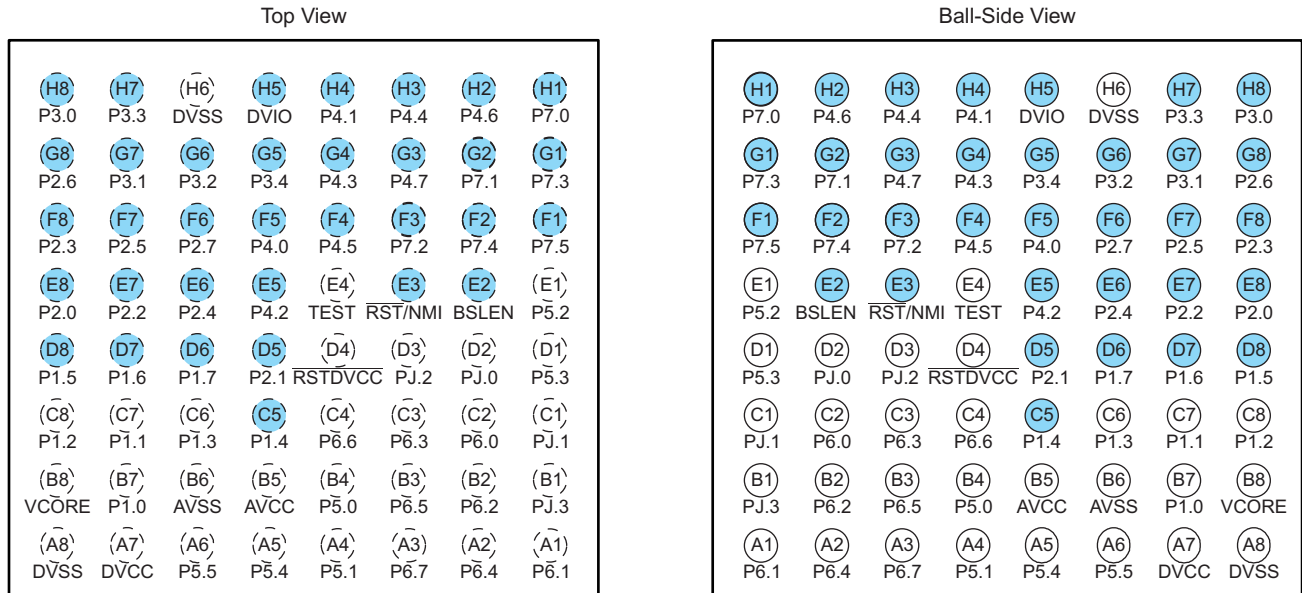 Top View
H8 H7 H6 H5 H4 H3 H2 H1
P3.0 P3.3 DVSS DVIO P4.1 P4.4 P4.6 P7.0
G8 G7 G6 G5 G4 G3 G2 G1
P2.6 P3.1 P3.2 P3.4 P4.3 P4.7 P7.1 P7.3
F8 F7 F6 F5 F4 F3 F2 F1
P2.3 P2.5 P2.7 P4.0 P4.5 P7.2 P7.4 P7.5
E8 E7 E6 E5 E4 E3 E2 E1
P2.0 P2.2 P2.4 P4.2 TEST RST/NMI BSLEN P5.2
D8 D7 D6 D5 D4 D3 D2 D1
P1.5 P1.6 P1.7 P2.1 RSTDVCC PJ.2 PJ.0 P5.3
C8 C7 C6 C5 C4 C3 C2 C1
P1.2 P1.1 P1.3 P1.4 P6.6 P6.3 P6.0 PJ.1
B8 B7 B6 B5 B4 B3 B2 B1
VCORE P1.0 AVSS AVCC P5.0 P6.5 P6.2 PJ.3
A8 A7 A6 A5 A4 A3 A2 A1
DVSS DVCC P5.5 P5.4 P5.1 P6.7 P6.4 P6.1
Ball-Side View
H1 H2 H3 H4 H5 H6 H7 H8
P7.0 P4.6 P4.4 P4.1 DVIO DVSS P3.3 P3.0
G1 G2 G3 G4 G5 G6 G7 G8
P7.3 P7.1 P4.7 P4.3 P3.4 P3.2 P3.1 P2.6
F1 F2 F3 F4 F5 F6 F7 F8
P7.5 P7.4 P7.2 P4.5 P4.0 P2.7 P2.5 P2.3
E1 E2 E3 E4 E5 E6 E7 E8
P5.2 BSLEN RST/NMI TEST P4.2 P2.4 P2.2 P2.0
D1 D2 D3 D4 D5 D6 D7 D8
P5.3 PJ.0 PJ.2 RSTDVCC P2.1 P1.7 P1.6 P1.5
C1 C2 C3 C4 C5 C6 C7 C8
PJ.1 P6.0 P6.3 P6.6 P1.4 P1.3 P1.1 P1.2
B1 B2 B3 B4 B5 B6 B7 B8
PJ.3 P6.2 P6.5 P5.0 AVCC AVSS P1.0 VCORE
A1 A2 A3 A4 A5 A6 A7 A8
P6.1 P6.4 P6.7 P5.1 P5.4 P5.5 DVCC DVSS